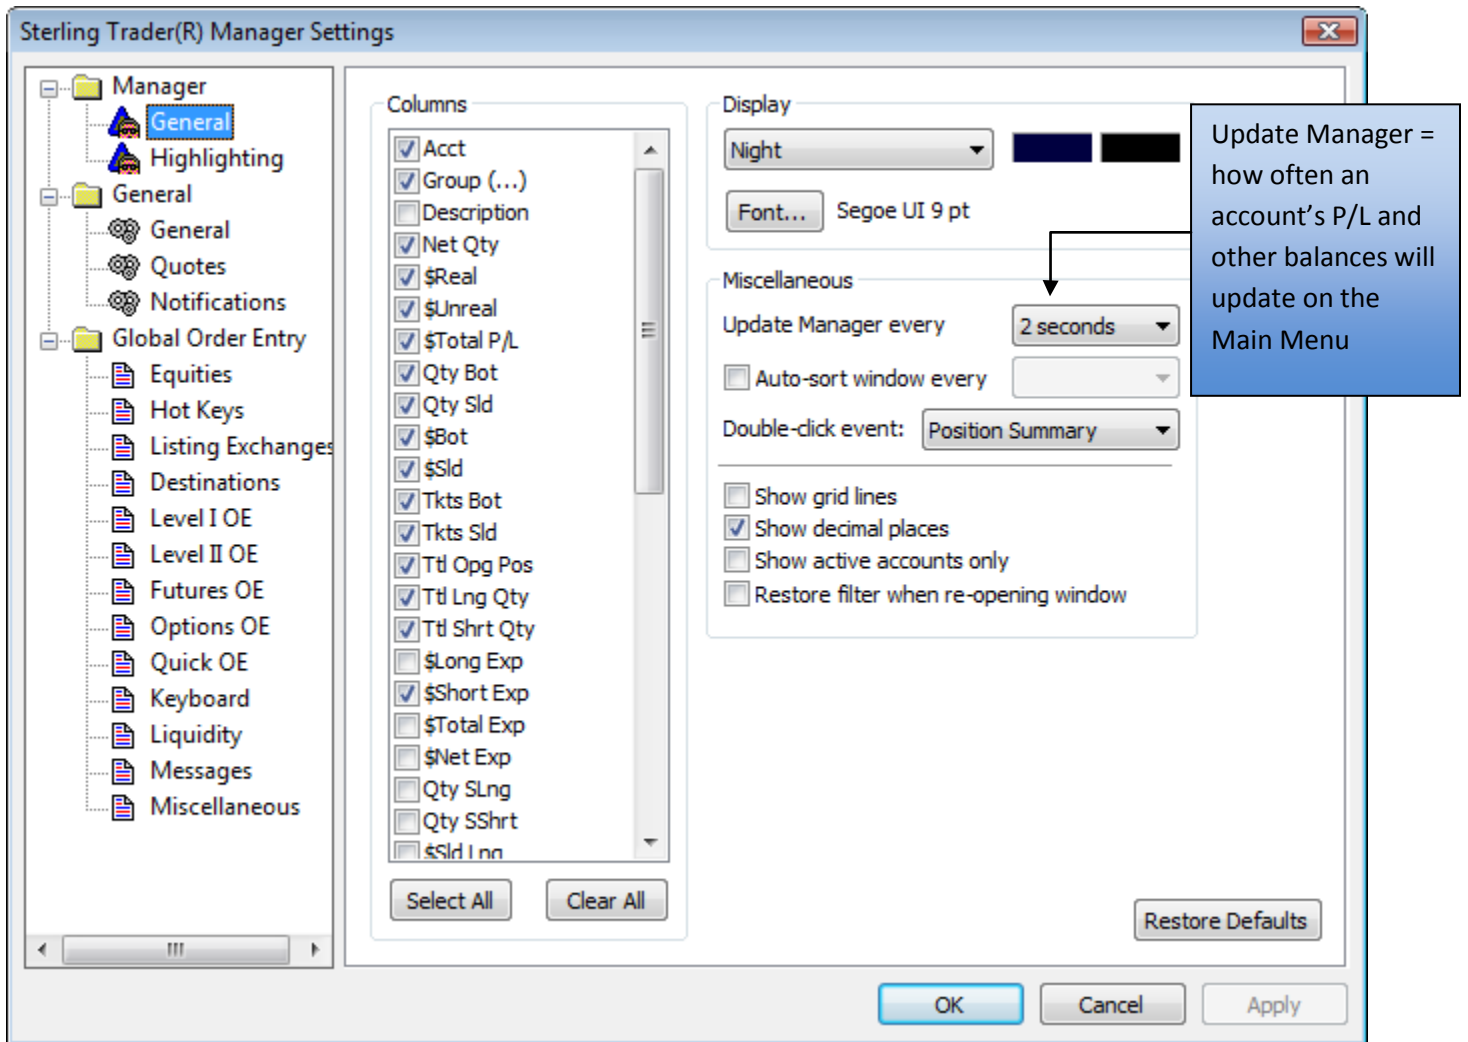 Sterling Trader(R) Manager Settings
Manager
General
Highlighting
General
General
Quotes
Notifications
Global Order Entry
Equities
Hot Keys
Listing Exchanges
Destinations
Level I OE
Level II OE
Futures OE
Options OE
Quick OE
Keyboard
Liquidity
Messages
Miscellaneous
Columns
Acct
Group (...)
Description
Net Qty
$Real
$Unreal
$Total P/L
Qty Bot
Qty Sld
$Bot
$Sld
Tkts Bot
Tkts Sld
Ttl Opg Pos
Ttl Lng Qty
Ttl Shrt Qty
$Long Exp
$Short Exp
$Total Exp
$Net Exp
Qty SLng
Qty SShrt
$Sld Lng
Select All Clear All
Display
Night
Font... Segoe UI 9 pt
Miscellaneous
Update Manager every 2 seconds
Auto-sort window every
Double-click event: Position Summary
Show grid lines
Show decimal places
Show active accounts only
Restore filter when re-opening window
Update Manager =
how often an
account’s P/L and
other balances will
update on the
Main Menu
Restore Defaults
OK Cancel Apply